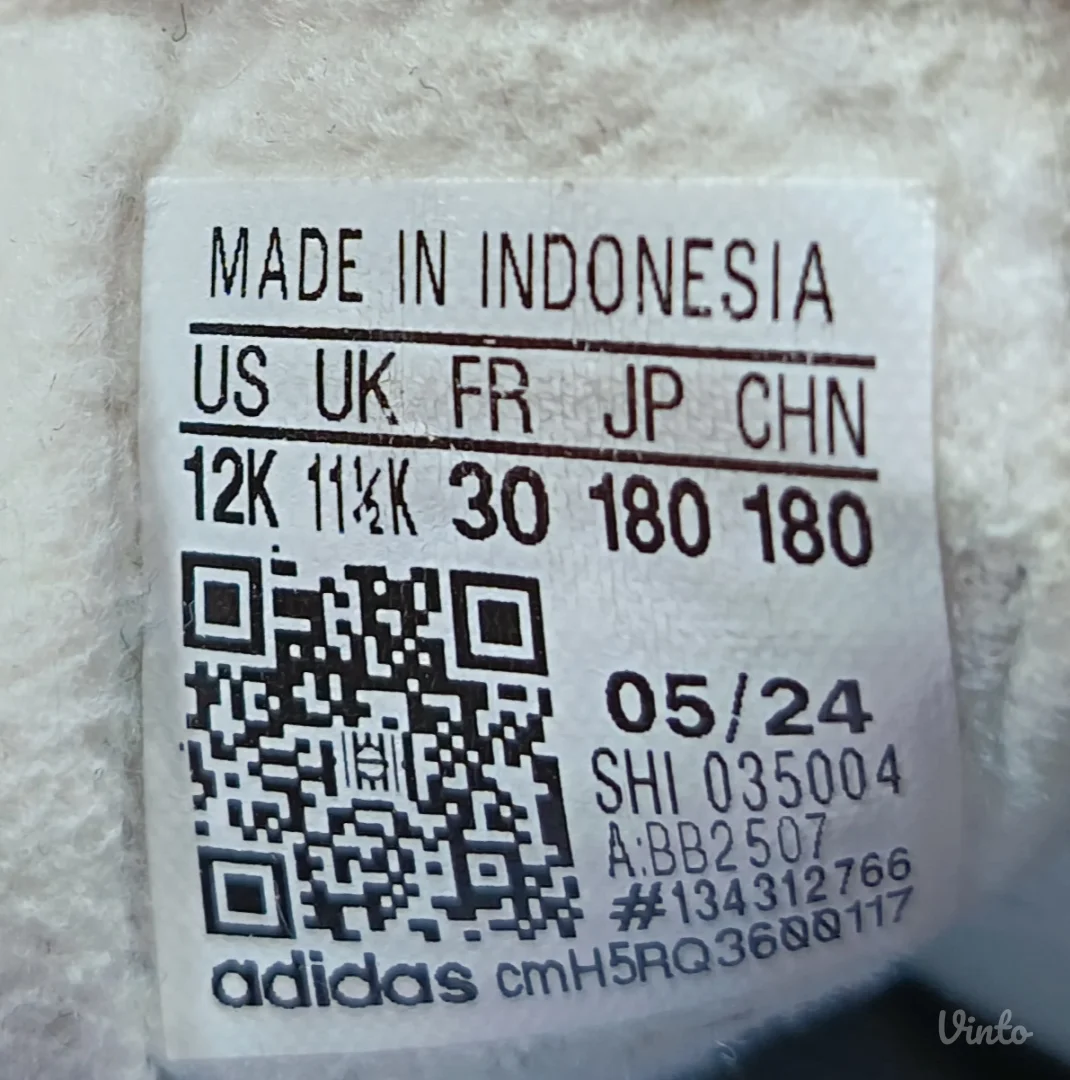 MADE IN INDONESIA
US UK FR JP CHN
12K 11½K 30 180 180
05/24
SHI 035004
A:BB2507
#134312766
adidas cmH5RQ3600117
Vinto